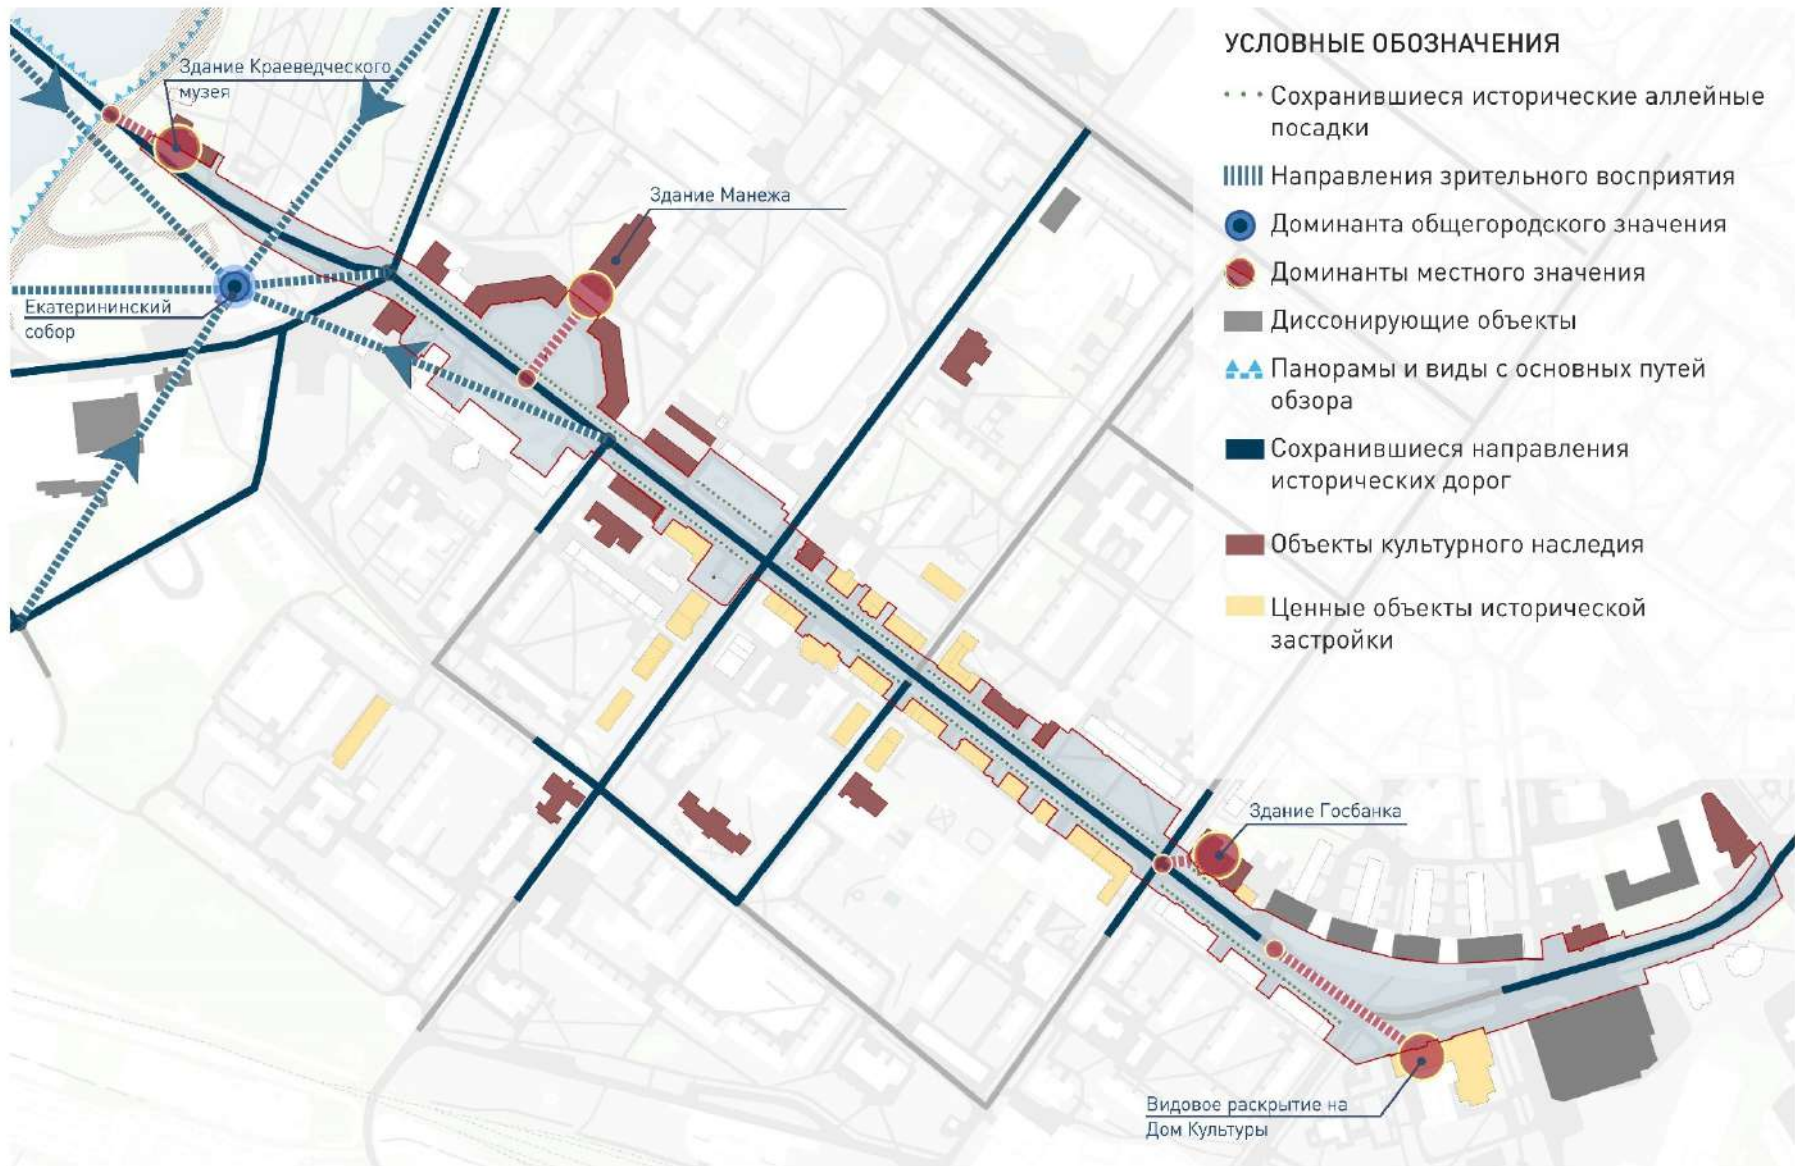 УСЛОВНЫЕ ОБОЗНАЧЕНИЯ
Сохранившиеся исторические аллейные
посадки
Направления зрительного восприятия
Доминанта общегородского значения
Доминанты местного значения
Диссонирующие объекты
Панорамы и виды с основных путей
обзора
Сохранившиеся направления
исторических дорог
Объекты культурного наследия
Ценные объекты исторической
застройки
Здание Краеведческого
музея
Здание Манежа
Екатерининский
собор
Здание Госбанка
Видовое раскрытие на
Дом Культуры